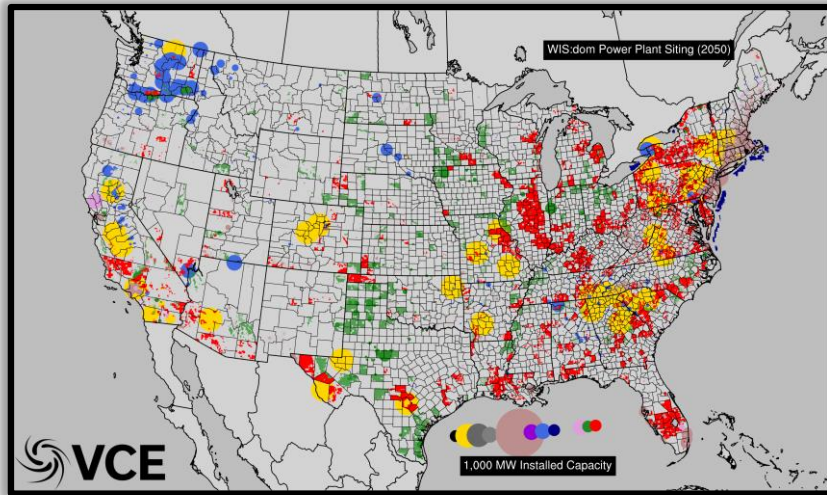 WIS:dom Power Plant Siting (2050)
VCE
1,000 MW Installed Capacity